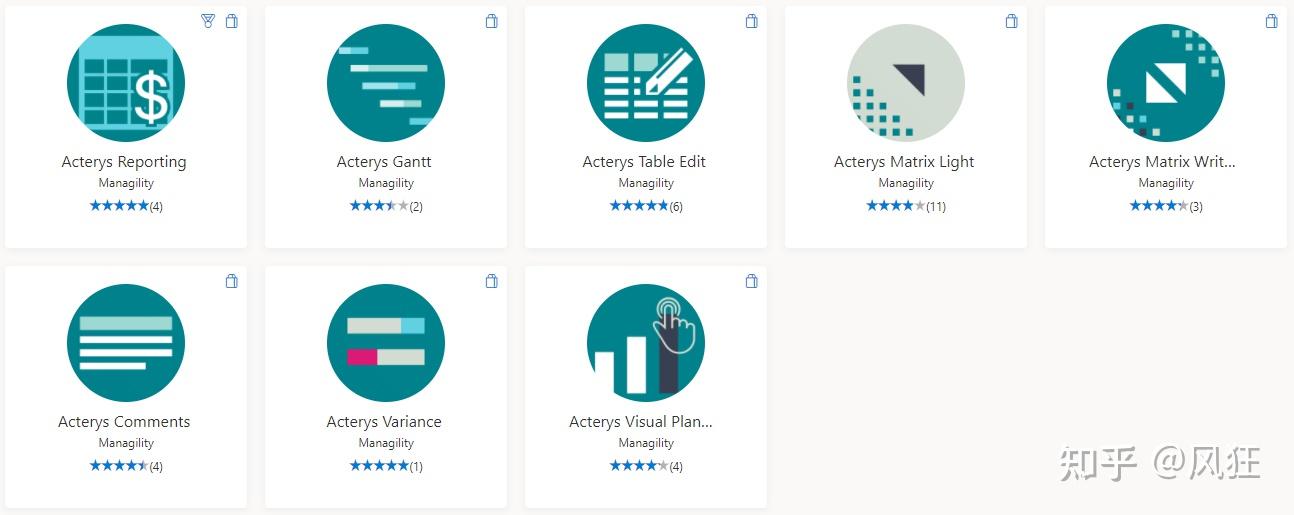 Acterys Reporting
Managility
(4)
Acterys Gantt
Managility
(2)
Acterys Table Edit
Managility
(6)
Acterys Matrix Light
Managility
(11)
Acterys Matrix Writ...
Managility
(3)
Acterys Comments
Managility
(4)
Acterys Variance
Managility
(1)
Acterys Visual Plan...
Managility
(4)
知乎 @风狂